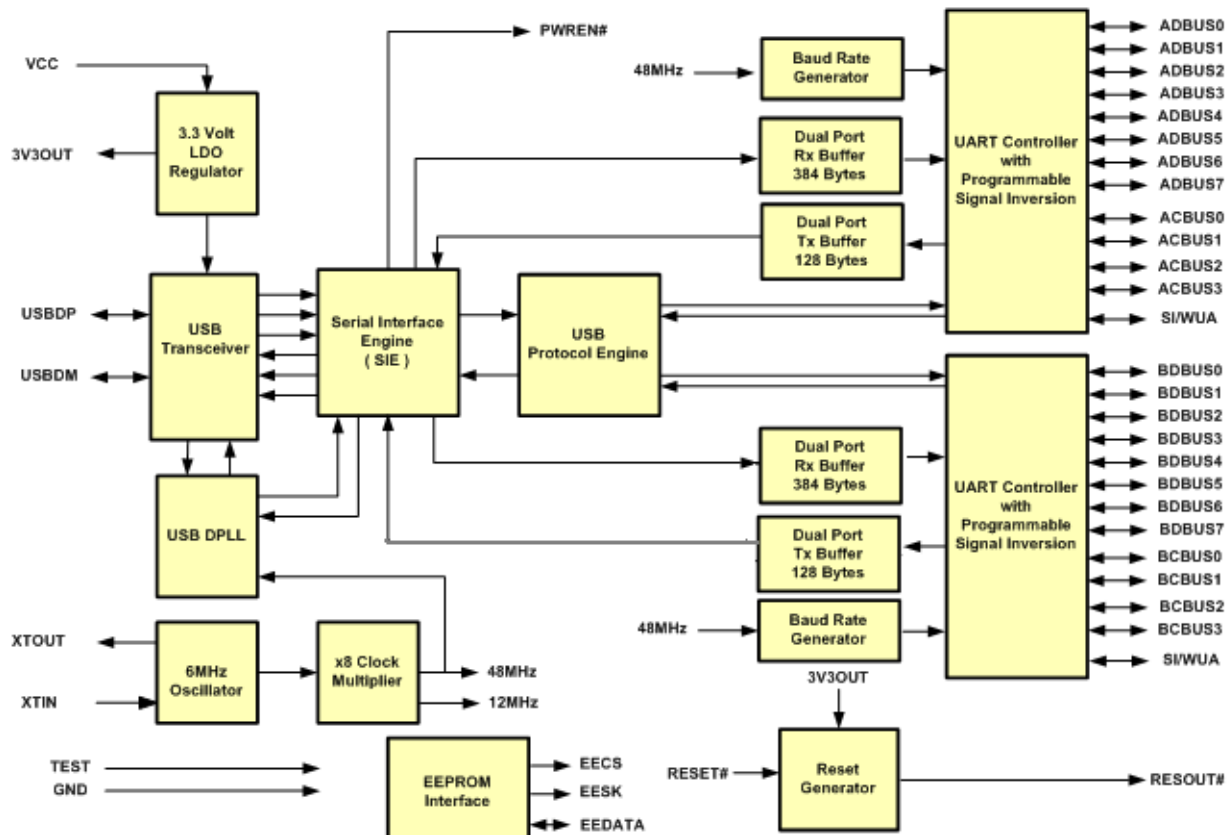 PWREN#
VCC
3.3 Volt
LDO
Regulator
3V3OUT
48MHz
Baud Rate
Generator
Dual Port
Rx Buffer
384 Bytes
Dual Port
Tx Buffer
128 Bytes
UART Controller
with
Programmable
Signal Inversion
ADBUS0
ADBUS1
ADBUS2
ADBUS3
ADBUS4
ADBUS5
ADBUS6
ADBUS7
ACBUS0
ACBUS1
ACBUS2
ACBUS3
SI/WUA
USBDP
USBDM
USB
Transceiver
Serial Interface
Engine
( SIE )
USB
Protocol Engine
USB DPLL
Dual Port
Rx Buffer
384 Bytes
Dual Port
Tx Buffer
128 Bytes
48MHz
Baud Rate
Generator
UART Controller
with
Programmable
Signal Inversion
BDBUS0
BDBUS1
BDBUS2
BDBUS3
BDBUS4
BDBUS5
BDBUS6
BDBUS7
BCBUS0
BCBUS1
BCBUS2
BCBUS3
SI/WUA
XTOUT
XTIN
6MHz
Oscillator
x8 Clock
Multiplier
48MHz
12MHz
3V3OUT
RESET#
Reset
Generator
RESOUT#
TEST
GND
EEPROM
Interface
EECS
EESK
EEDATA